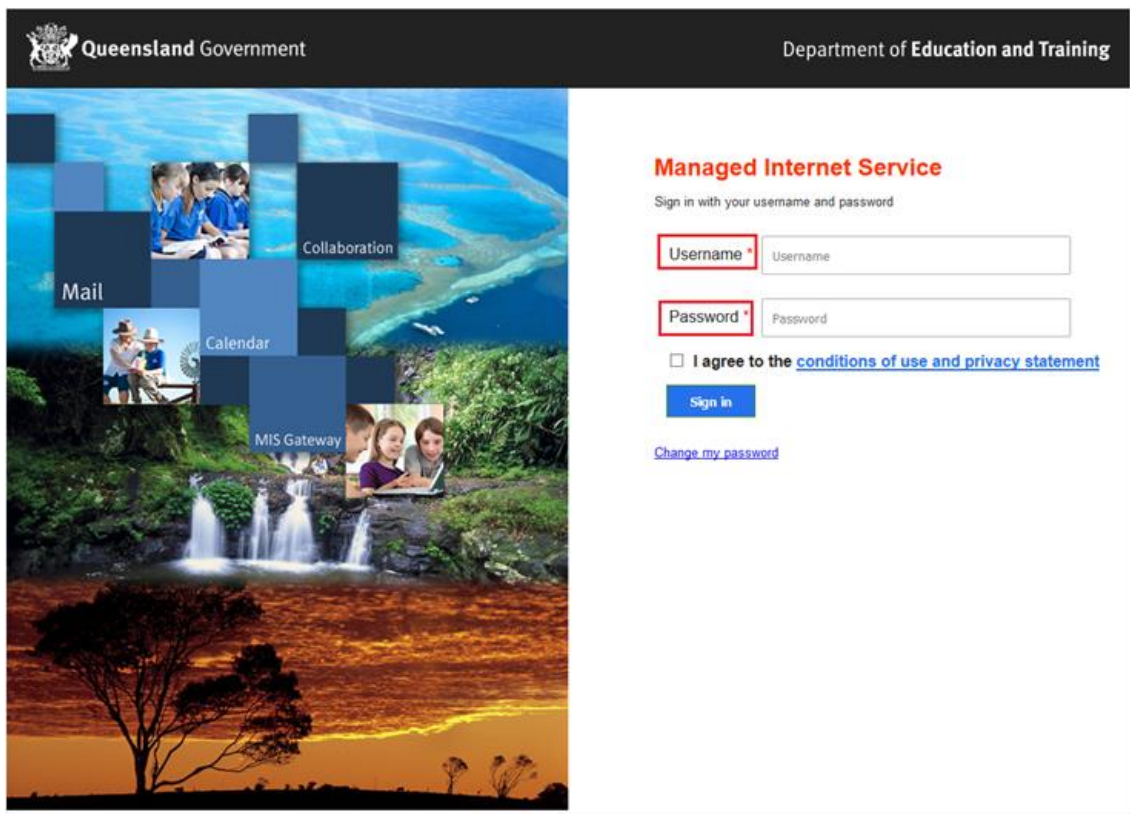 Queensland Government
Department of Education and Training
Collaboration
Mail
Calendar
MIS Gateway
Managed Internet Service
Sign in with your username and password
Username * Username
Password * Password
I agree to the conditions of use and privacy statement
Sign in
Change my password